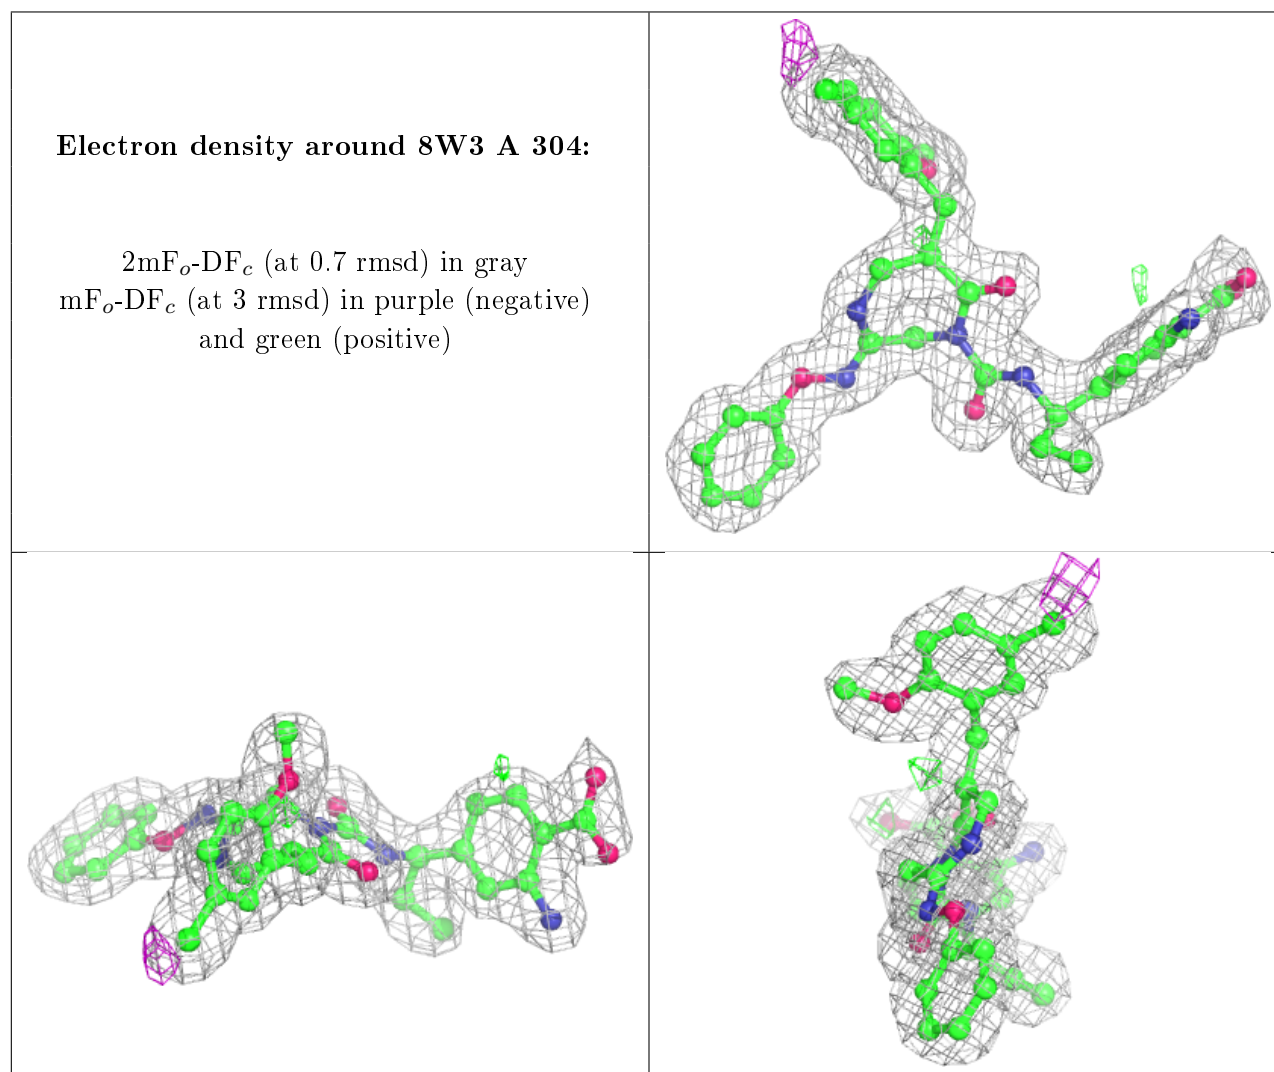 Electron density around 8W3 A 304:
2mFo-DFc (at 0.7 rmsd) in gray
mFo-DFc (at 3 rmsd) in purple (negative)
and green (positive)